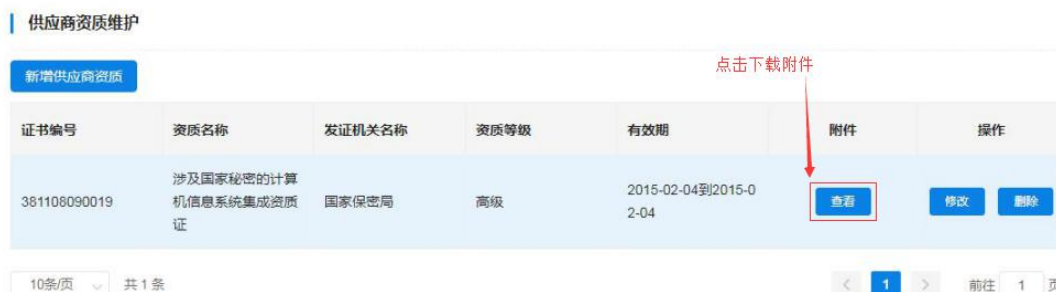 供应商资质维护
新增供应商资质
点击下载附件
证书编号 资质名称 发证机关名称 资质等级 有效期 附件 操作
涉及国家秘密的计算
机信息系统集成资质
证
381108090019 国家保密局 高级
2015-02-04到2015-0
2-04
查看 修改 删除
10条/页 共 1 条 < 1 > 前往 1 页